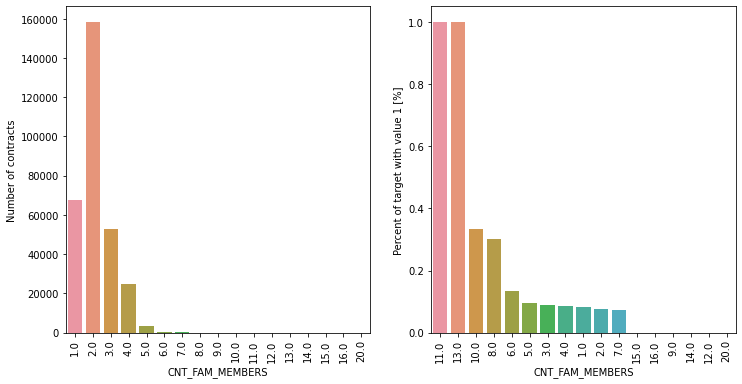 160000
140000
120000
100000
80000
60000
40000
20000
0
Number of contracts
1.0 2.0 3.0 4.0 5.0 6.0 7.0 8.0 9.0 10.0 11.0 12.0 13.0 14.0 15.0 16.0 20.0
CNT_FAM_MEMBERS
1.0
0.8
0.6
0.4
0.2
0.0
Percent of target with value 1 [%]
11.0 13.0 10.0 8.0 6.0 5.0 3.0 4.0 1.0 2.0 7.0 15.0 16.0 9.0 14.0 12.0 20.0
CNT_FAM_MEMBERS